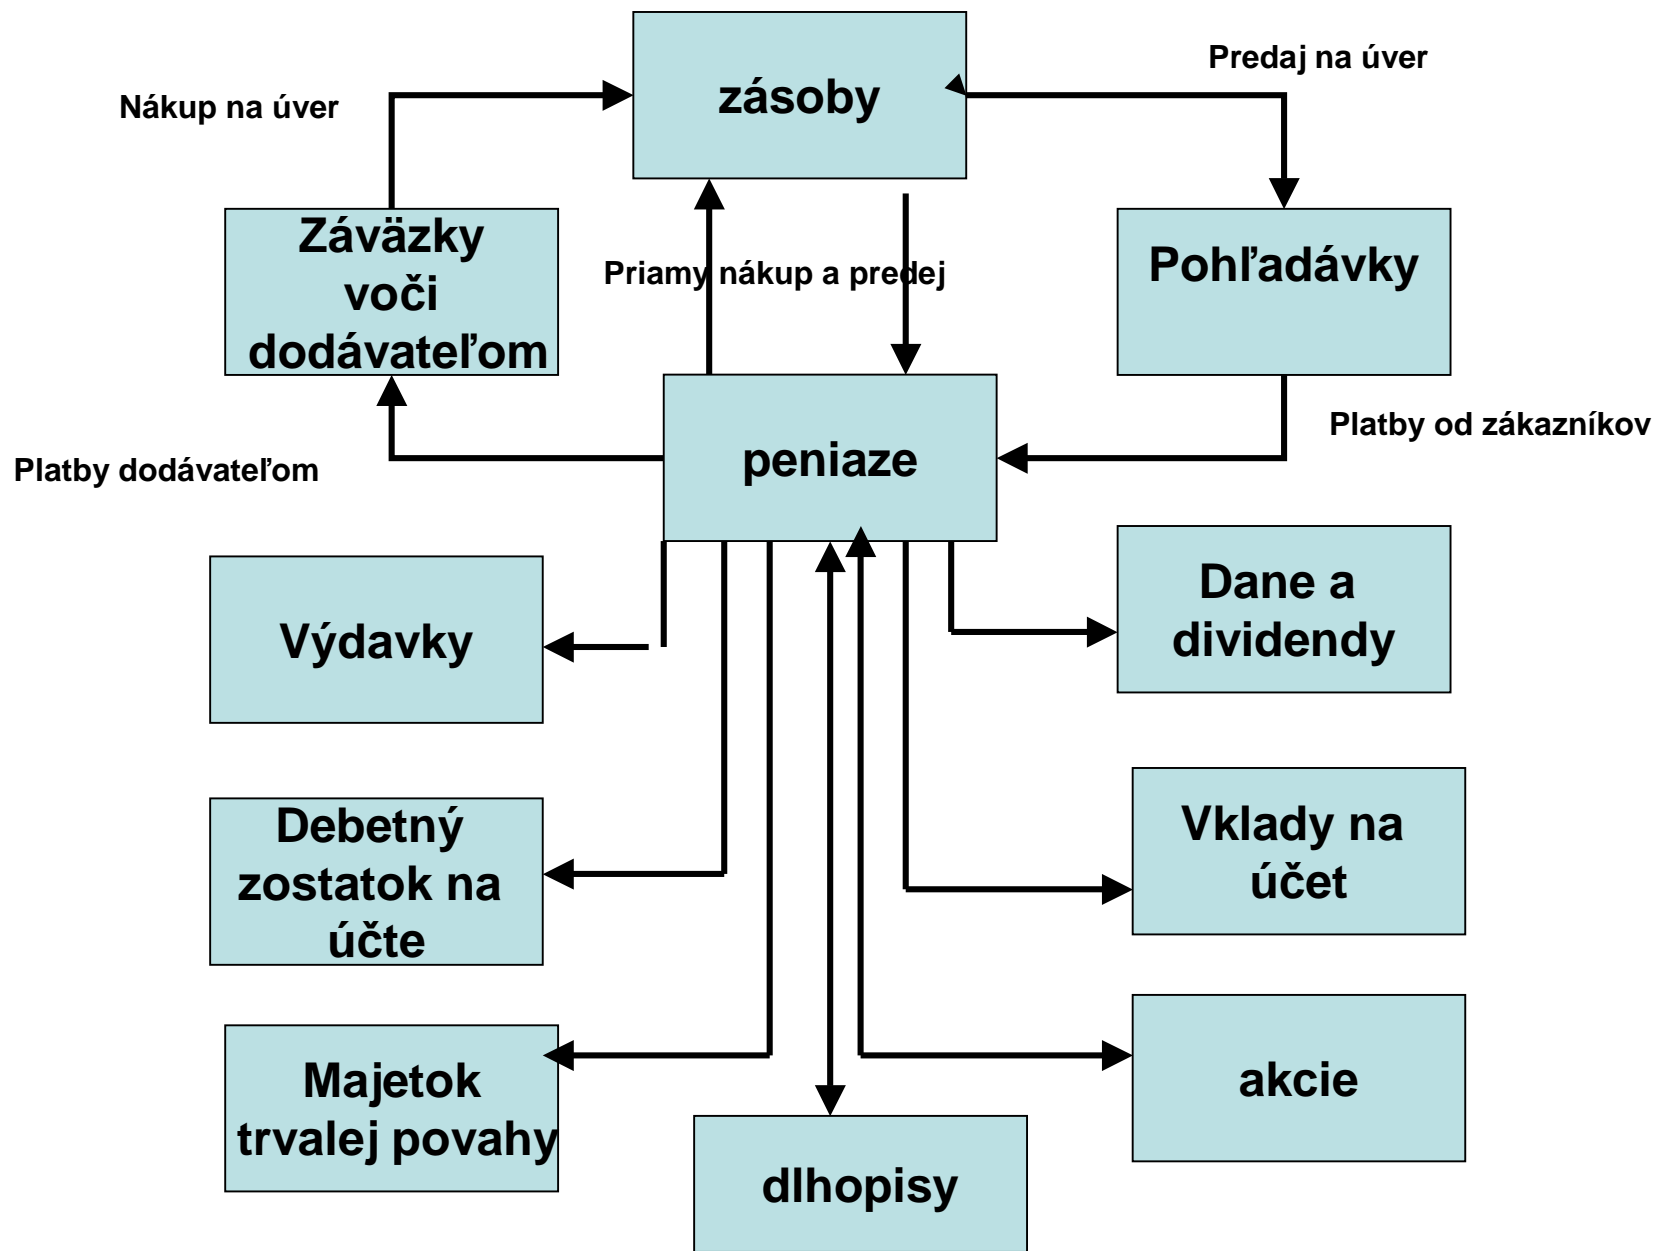 zásoby
Predaj na úver
Nákup na úver
Záväzky
voči
dodávateľom
Priamy nákup a predej
Pohľadávky
Platby od zákazníkov
peniaze
Platby dodávateľom
Výdavky
Dane a
dividendy
Debetný
zostatok na
účte
Vklady na
účet
Majetok
trvalej povahy
akcie
dlhopisy